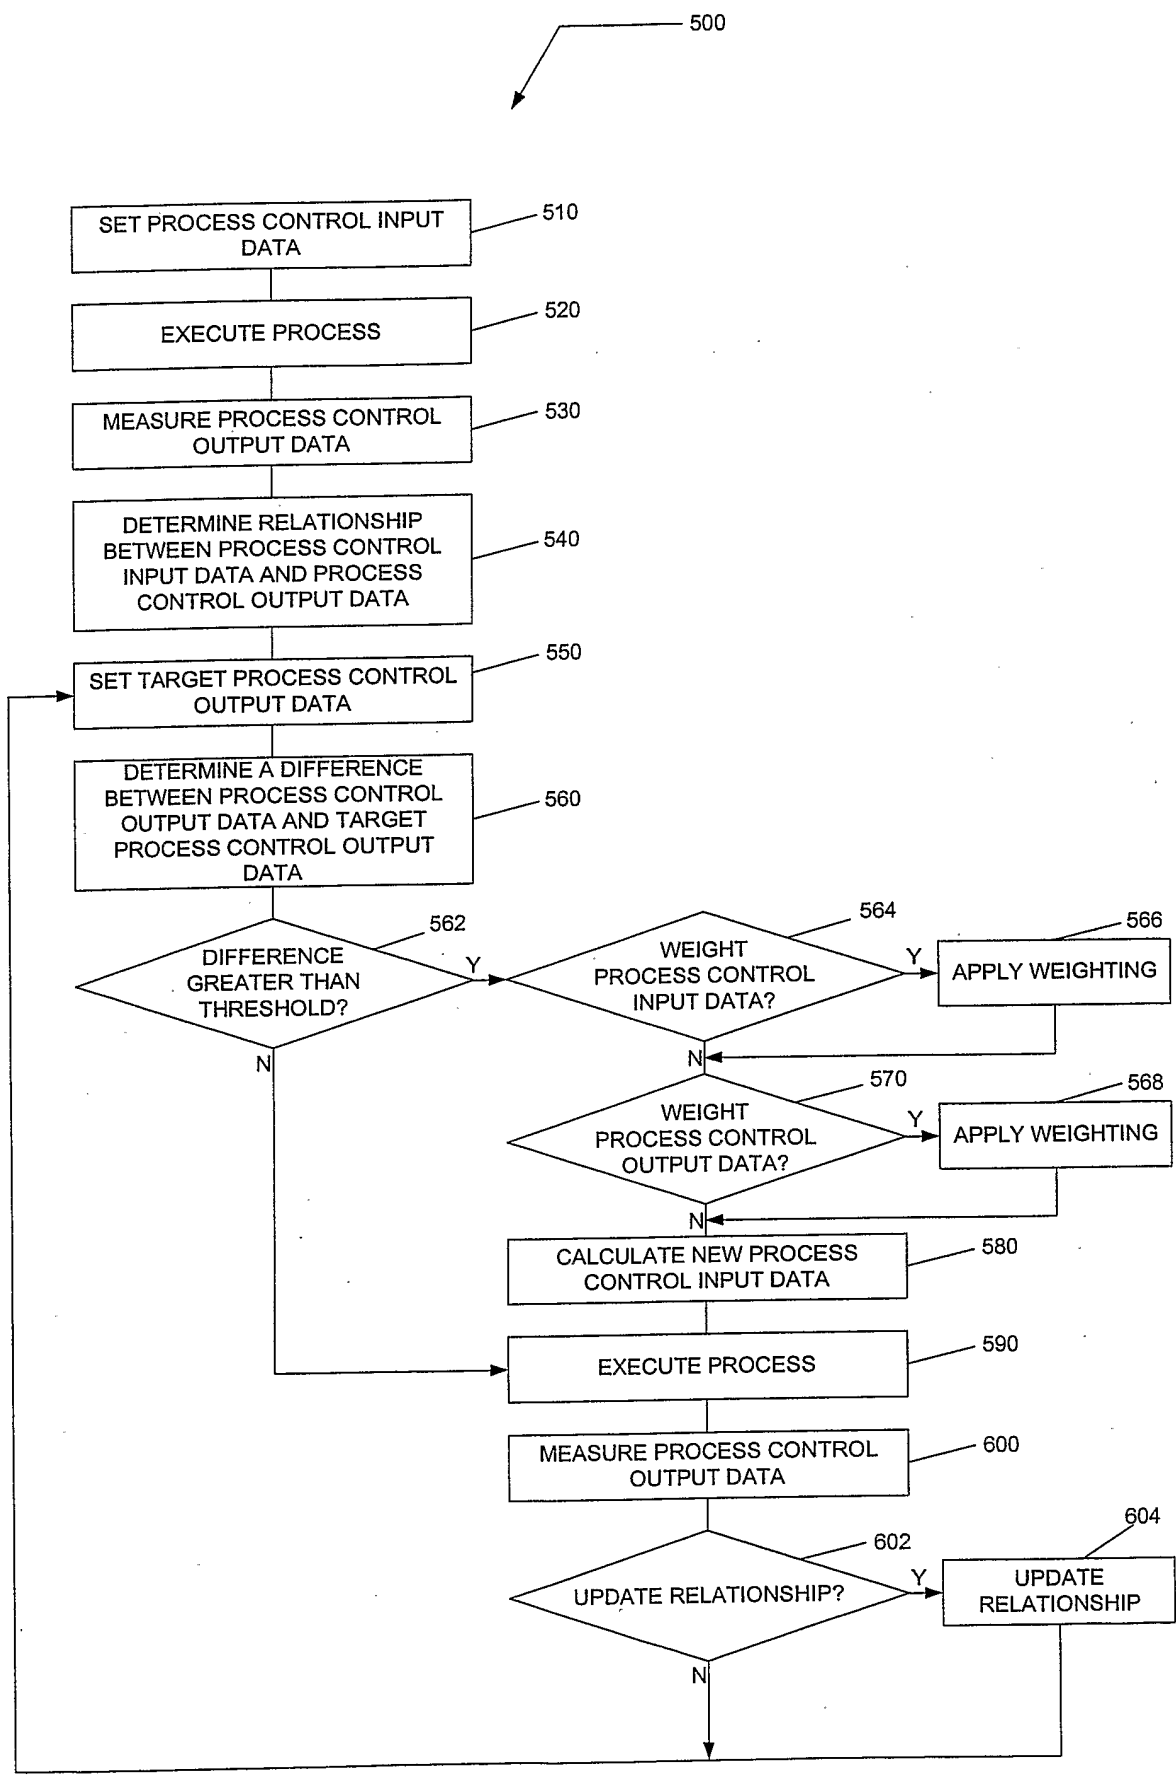 500
SET PROCESS CONTROL INPUT
DATA
510
EXECUTE PROCESS
520
MEASURE PROCESS CONTROL
OUTPUT DATA
530
DETERMINE RELATIONSHIP
BETWEEN PROCESS CONTROL
INPUT DATA AND PROCESS
CONTROL OUTPUT DATA
540
SET TARGET PROCESS CONTROL
OUTPUT DATA
550
DETERMINE A DIFFERENCE
BETWEEN PROCESS CONTROL
OUTPUT DATA AND TARGET
PROCESS CONTROL OUTPUT
DATA
560
DIFFERENCE
GREATER THAN
THRESHOLD?
562
Y
N
WEIGHT
PROCESS CONTROL
INPUT DATA?
564
Y
N
APPLY WEIGHTING
566
WEIGHT
PROCESS CONTROL
OUTPUT DATA?
570
Y
N
APPLY WEIGHTING
568
CALCULATE NEW PROCESS
CONTROL INPUT DATA
580
EXECUTE PROCESS
590
MEASURE PROCESS CONTROL
OUTPUT DATA
600
UPDATE RELATIONSHIP?
602
Y
N
UPDATE
RELATIONSHIP
604